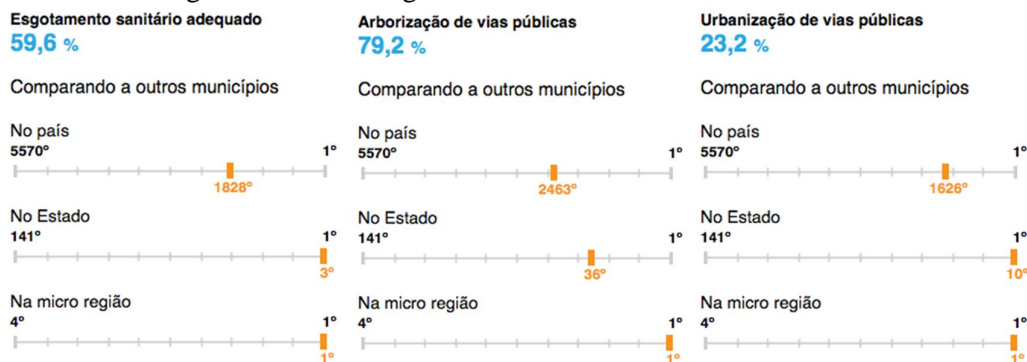 Esgotamento sanitário adequado
59,6 %
Comparando a outros municípios
No país
5570º 1º
1828º
No Estado
141º 1º
3º
Na micro região
4º 1º
1º
Arborização de vias públicas
79,2 %
Comparando a outros municípios
No país
5570º 1º
2463º
No Estado
141º 1º
36º
Na micro região
4º 1º
1º
Urbanização de vias públicas
23,2 %
Comparando a outros municípios
No país
5570º 1º
1626º
No Estado
141º 1º
10º
Na micro região
4º 1º
1º